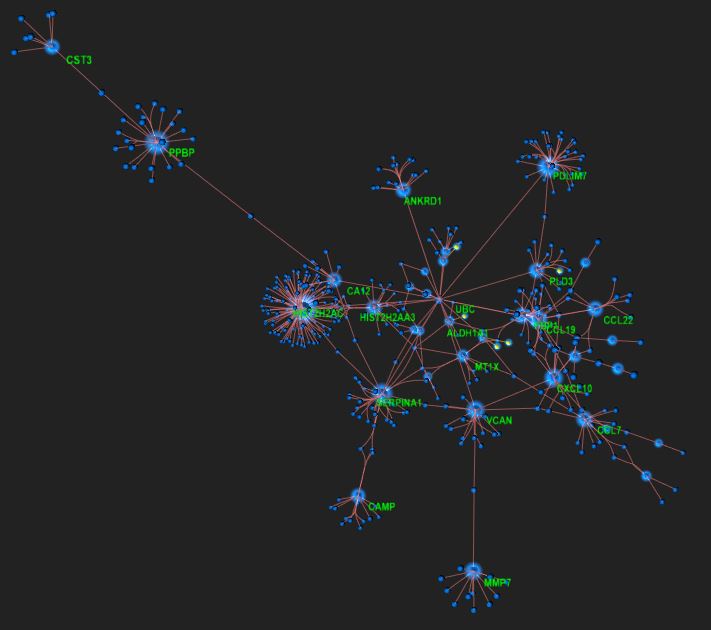 CST3
PPBP
PDLIM7
ANKRD1
PLD3
CA12
HIST2H2AC
HIST2H2AA3
UBC
CCL22
CCL19
ALDH1A1
MT1X
CXCL10
SERPINA1
VCAN
CCL7
CAMP
MMP7